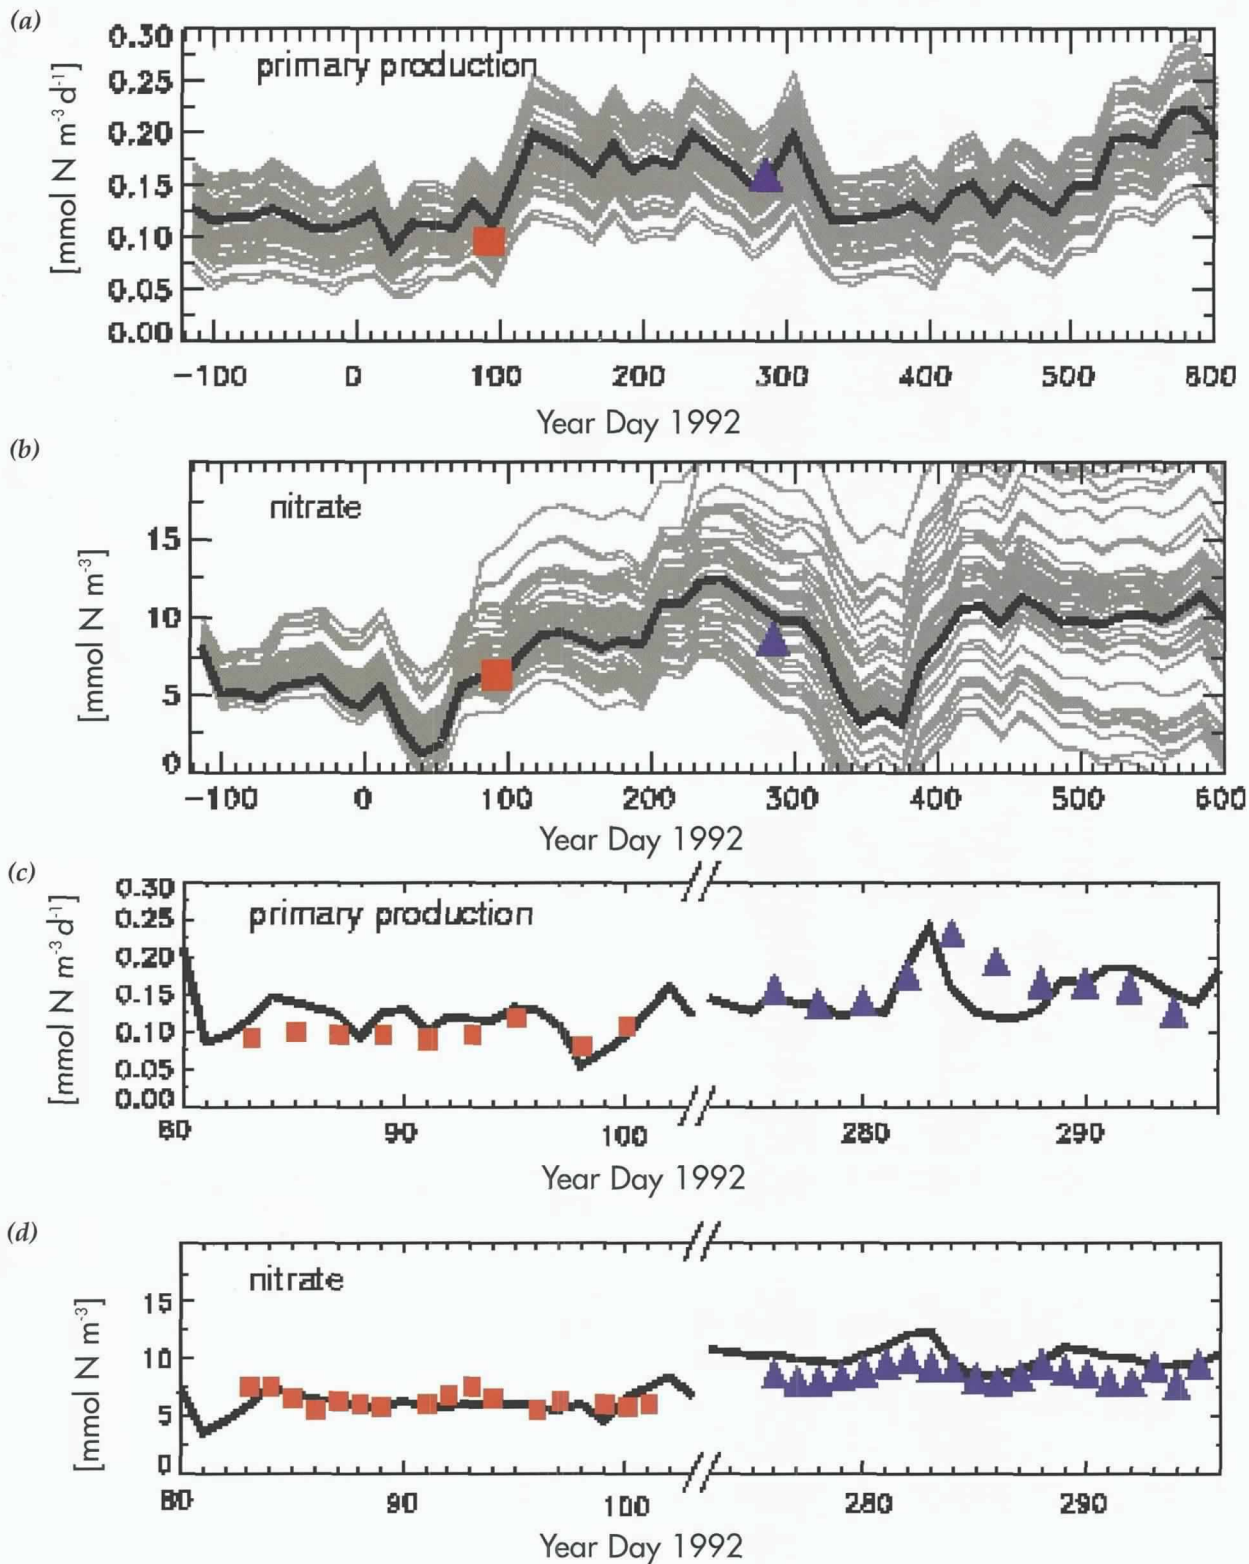 (a)
0.30
0.25
0.20
0.15
0.10
0.05
0.00
[mmol N m⁻³ d⁻¹]
primary production
−100 0 100 200 300 400 500 600
Year Day 1992
(b)
15
10
5
0
[mmol N m⁻³]
nitrate
−100 0 100 200 300 400 500 600
Year Day 1992
(c)
0.30
0.25
0.20
0.15
0.10
0.05
0.00
[mmol N m⁻³ d⁻¹]
primary production
80 90 100 280 290
Year Day 1992
(d)
15
10
5
0
[mmol N m⁻³]
nitrate
80 90 100 280 290
Year Day 1992